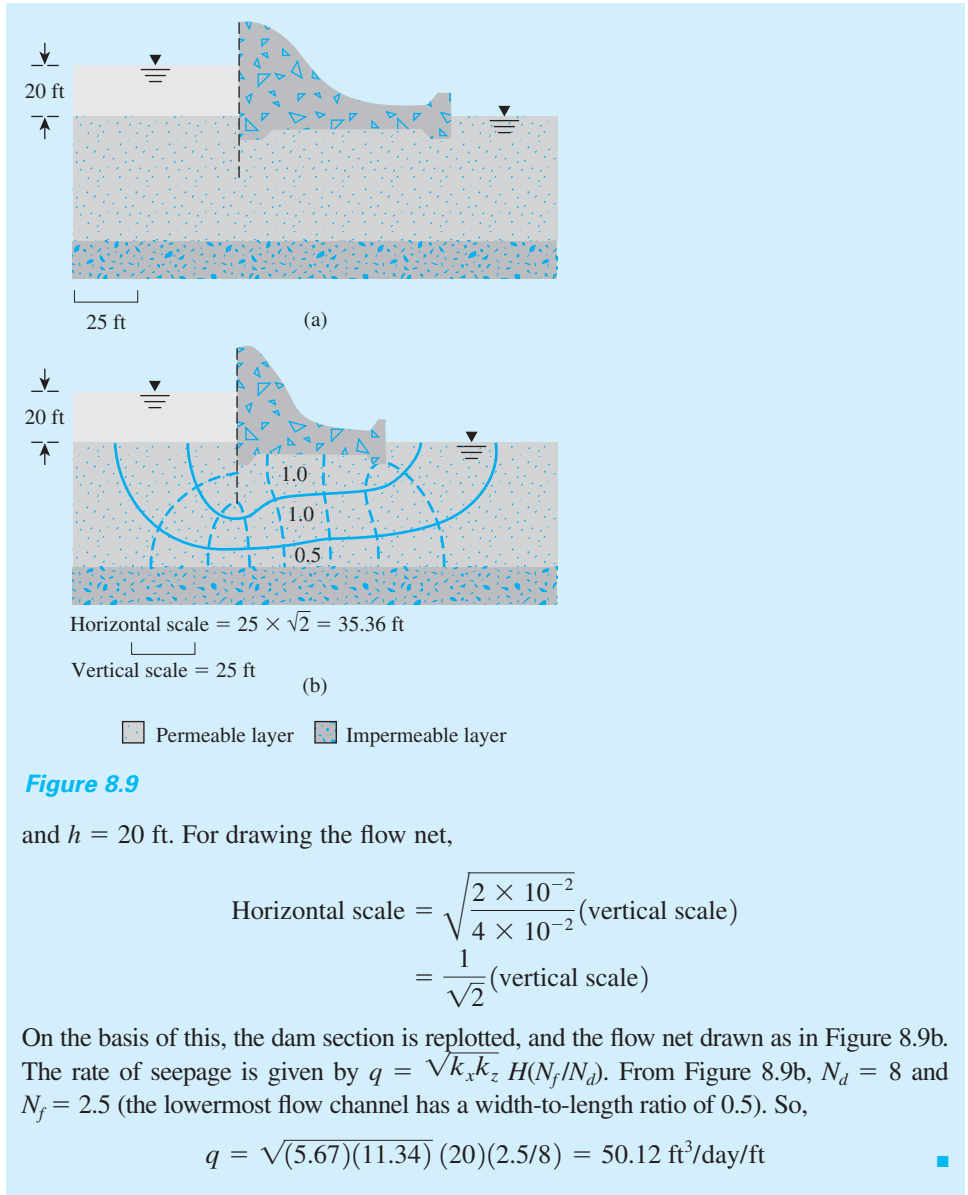 20 ft
25 ft
(a)
20 ft
1.0
1.0
0.5
Horizontal scale = 25 × √2 = 35.36 ft
Vertical scale = 25 ft
(b)
Permeable layer Impermeable layer
Figure 8.9
and h = 20 ft. For drawing the flow net,
Horizontal scale = √(2 × 10⁻² / 4 × 10⁻²) (vertical scale)
= 1/√2 (vertical scale)
On the basis of this, the dam section is replotted, and the flow net drawn as in Figure 8.9b.
The rate of seepage is given by q = √kₓk_z H(N_f/N_d). From Figure 8.9b, N_d = 8 and
N_f = 2.5 (the lowermost flow channel has a width-to-length ratio of 0.5). So,
q = √(5.67)(11.34) (20)(2.5/8) = 50.12 ft³/day/ft